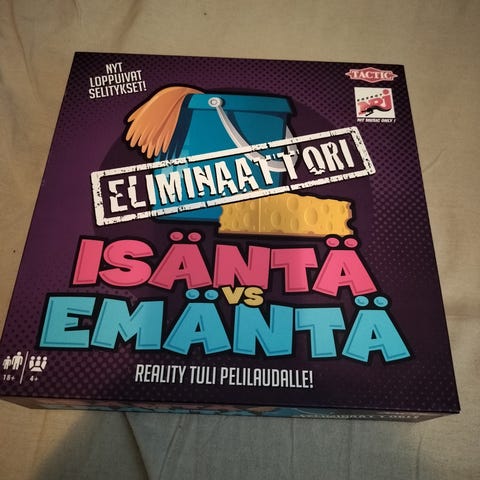 NYT
LOPPUIVAT
SELITYKSET!
TACTIC
NRJ
HIT MUSIC ONLY!
ELIMINAATTORI
ISÄNTÄ
VS
EMÄNTÄ
REALITY TULI PELILAUDALLE!
18+
4+
ELIMINAATTORI